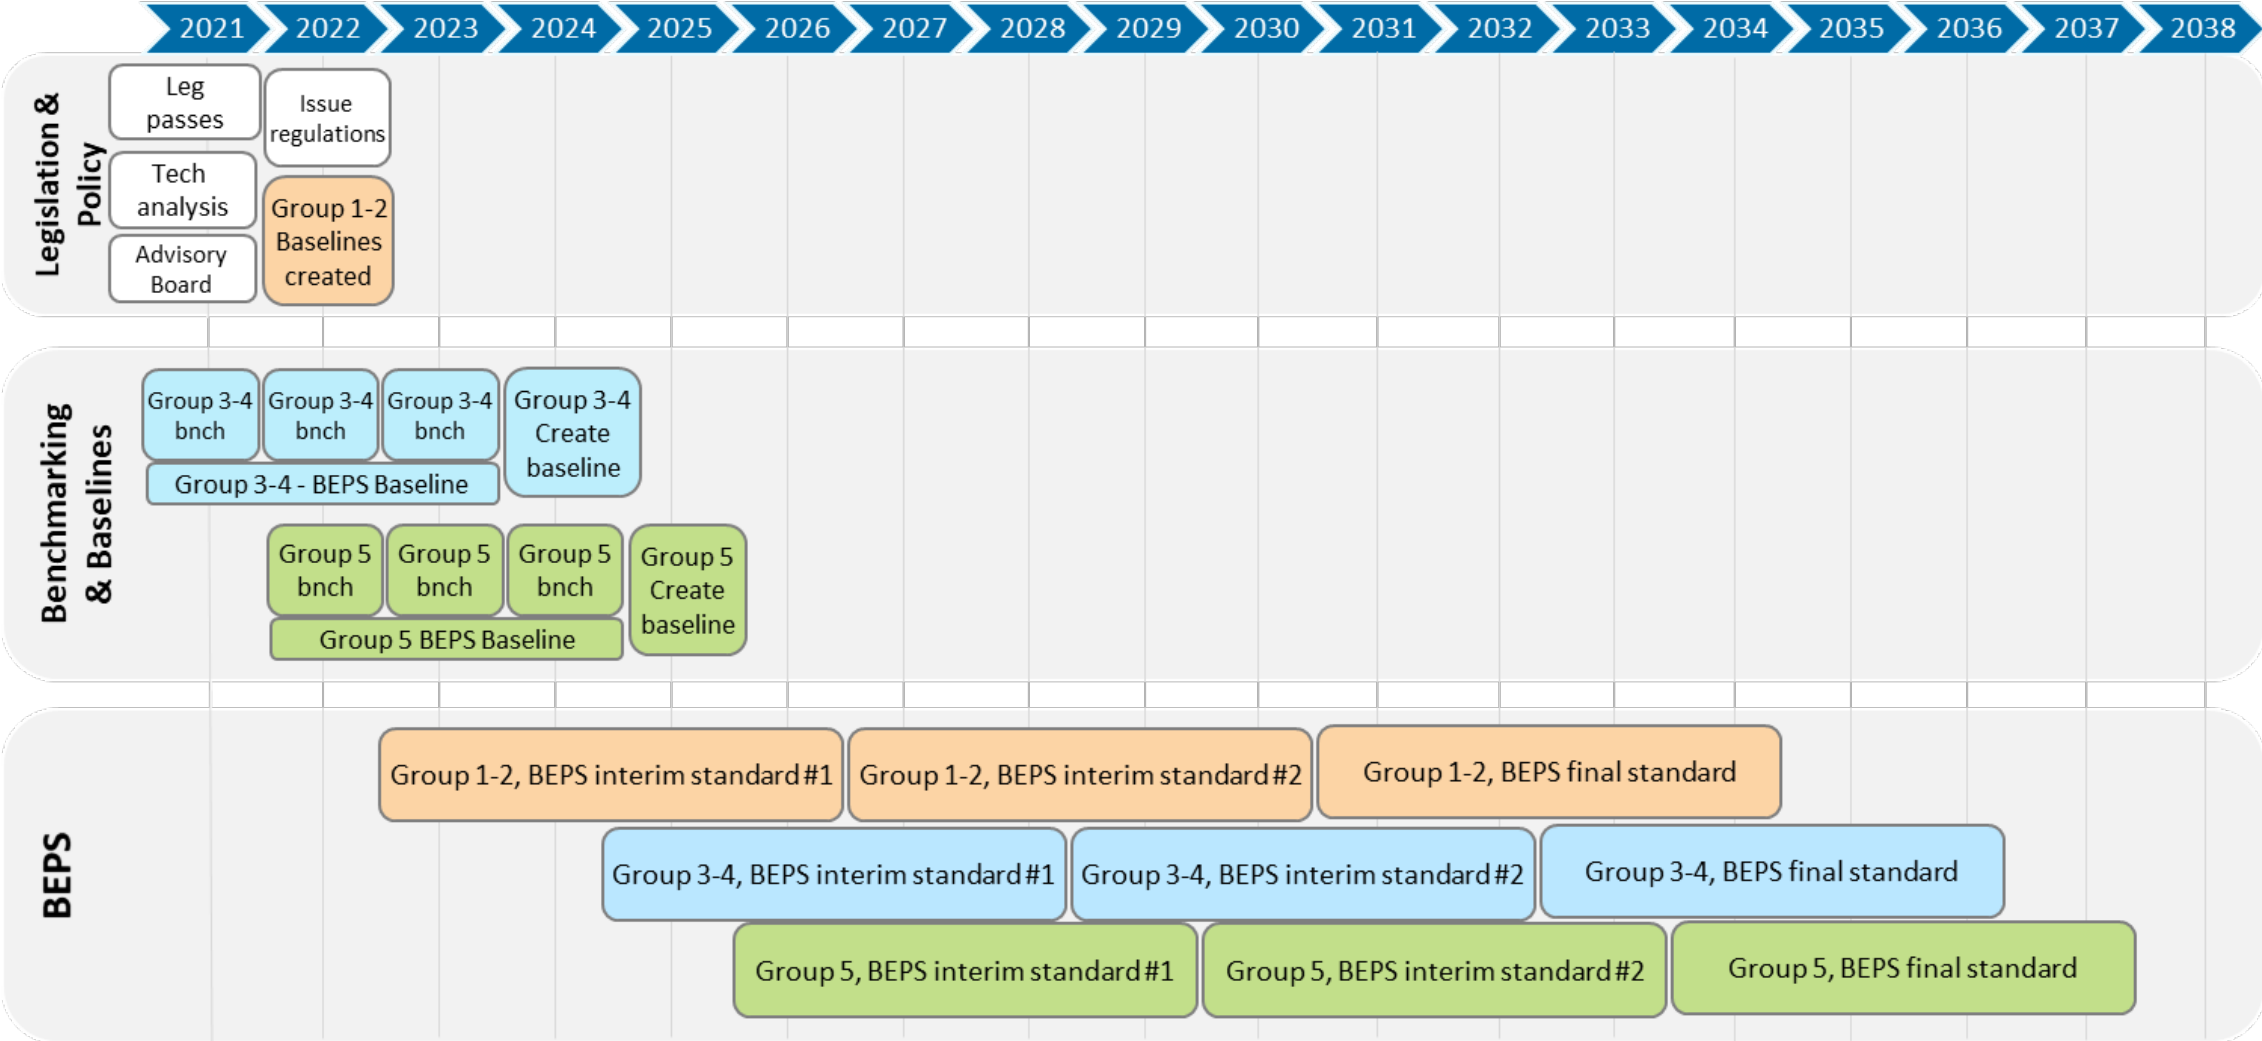 2021 2022 2023 2024 2025 2026 2027 2028 2029 2030 2031 2032 2033 2034 2035 2036 2037 2038
Legislation &
Policy
Leg
passes
Tech
analysis
Advisory
Board
Issue
regulations
Group 1-2
Baselines
created
Benchmarking
& Baselines
Group 3-4
bnch
Group 3-4
bnch
Group 3-4
bnch
Group 3-4
Create
baseline
Group 3-4 - BEPS Baseline
Group 5
bnch
Group 5
bnch
Group 5
bnch
Group 5
Create
baseline
Group 5 BEPS Baseline
BEPS
Group 1-2, BEPS interim standard #1
Group 1-2, BEPS interim standard #2
Group 1-2, BEPS final standard
Group 3-4, BEPS interim standard #1
Group 3-4, BEPS interim standard #2
Group 3-4, BEPS final standard
Group 5, BEPS interim standard #1
Group 5, BEPS interim standard #2
Group 5, BEPS final standard